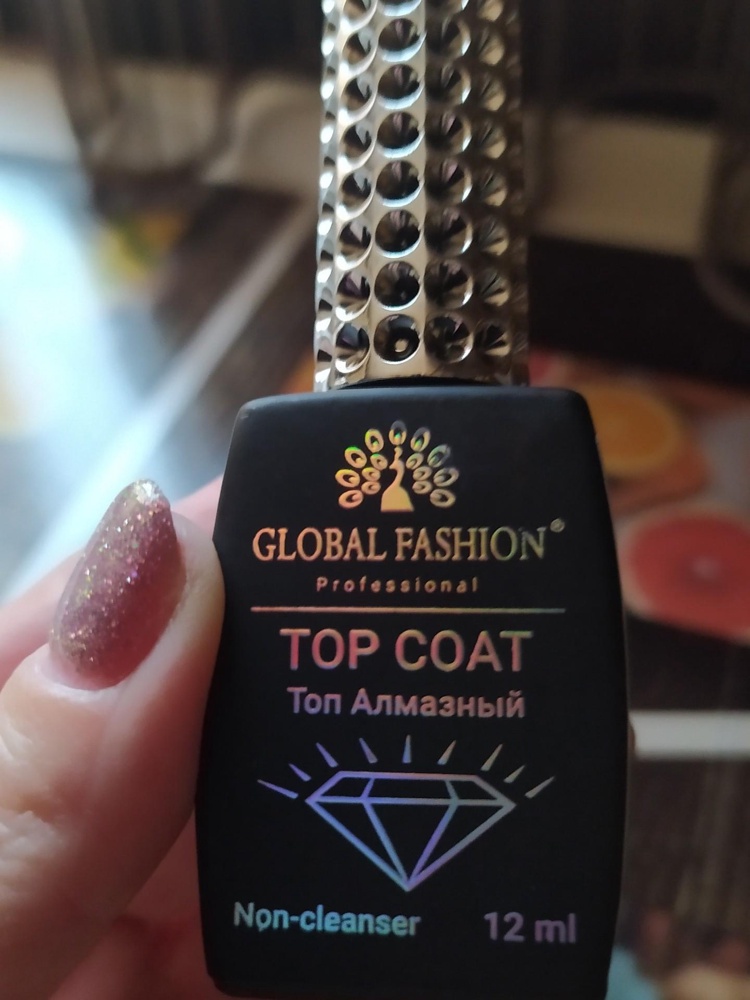 GLOBAL FASHION®
Professional
TOP COAT
Топ Алмазный
Non-cleanser 12 ml